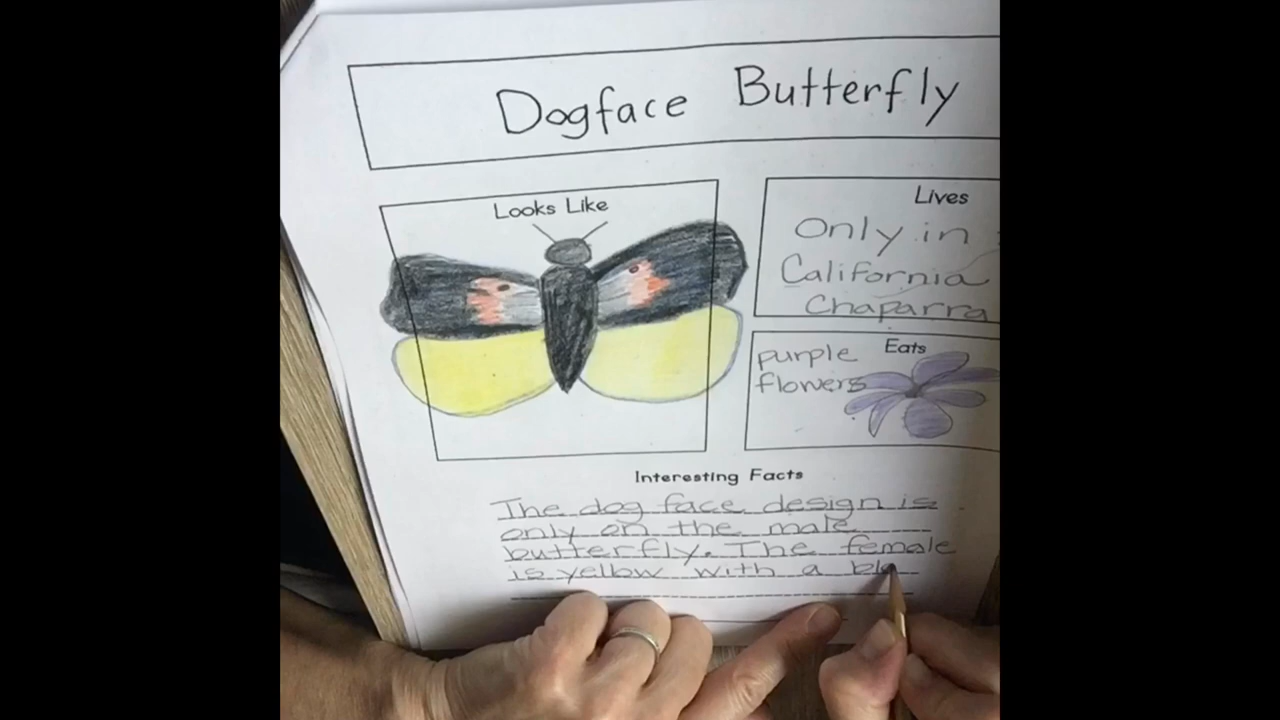 Dogface Butterfly
Looks Like
Lives
Only in
California
Chaparra
Eats
purple
flowers
Interesting Facts
The dog face design is
only on the male
butterfly. The female
is yellow with a bla